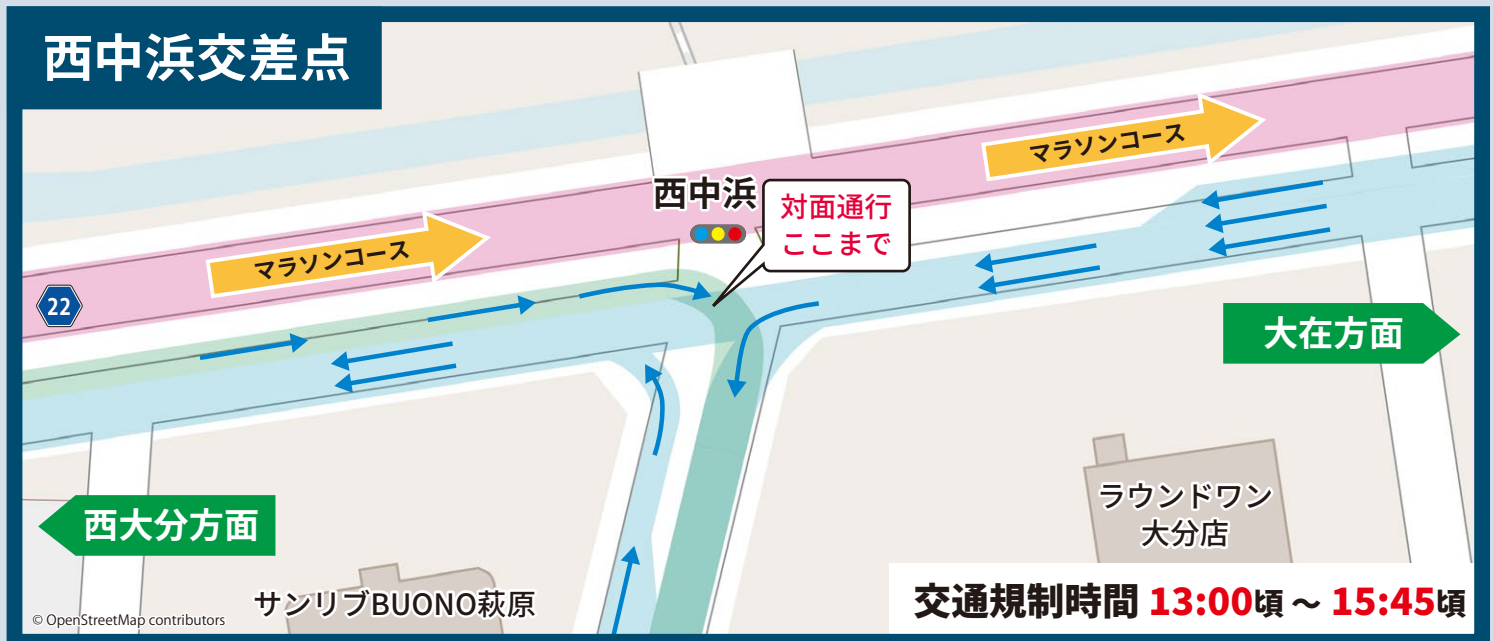 西中浜交差点
マラソンコース
西中浜
対面通行
ここまで
マラソンコース
22
大在方面
西大分方面
ラウンドワン
大分店
サンリブBUONO萩原
© OpenStreetMap contributors
交通規制時間 13:00頃 ~ 15:45頃